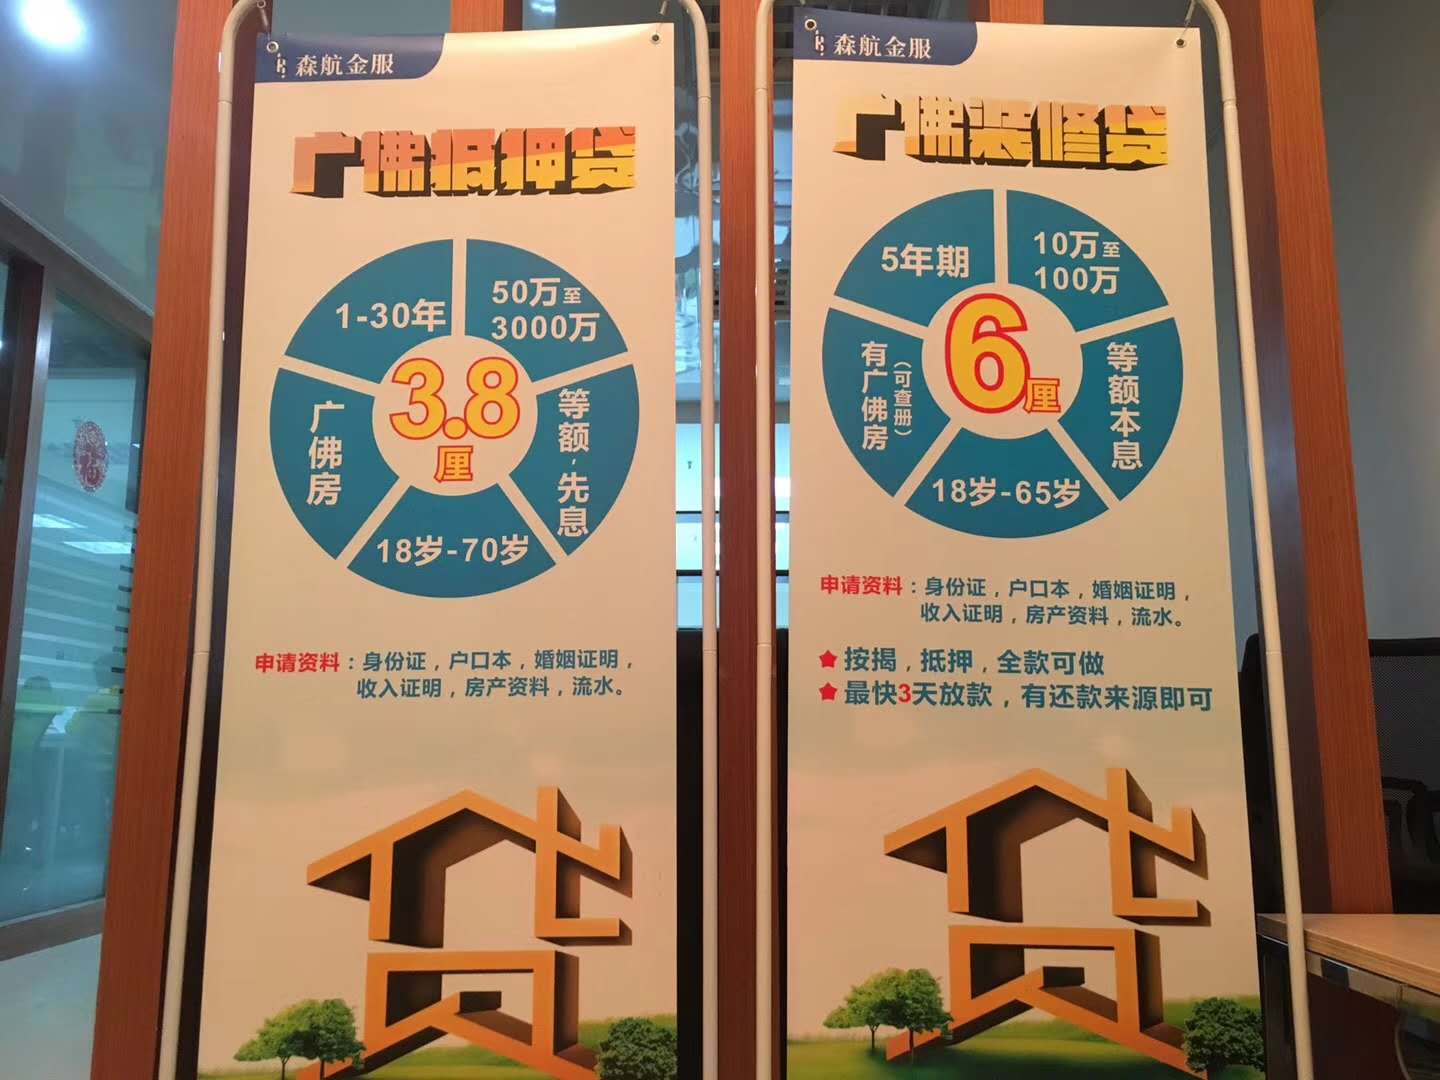 森航金服
广佛抵押贷
1-30年
50万至
3000万
3.8
厘
广佛房
等额，先息
18岁-70岁
申请资料：身份证，户口本，婚姻证明，
收入证明，房产资料，流水。
贷
森航金服
广佛装修贷
5年期
10万至
100万
6厘
有广佛房
（可查册）
等额本息
18岁-65岁
申请资料：身份证，户口本，婚姻证明，
收入证明，房产资料，流水。
★按揭，抵押，全款可做
★最快3天放款，有还款来源即可
贷